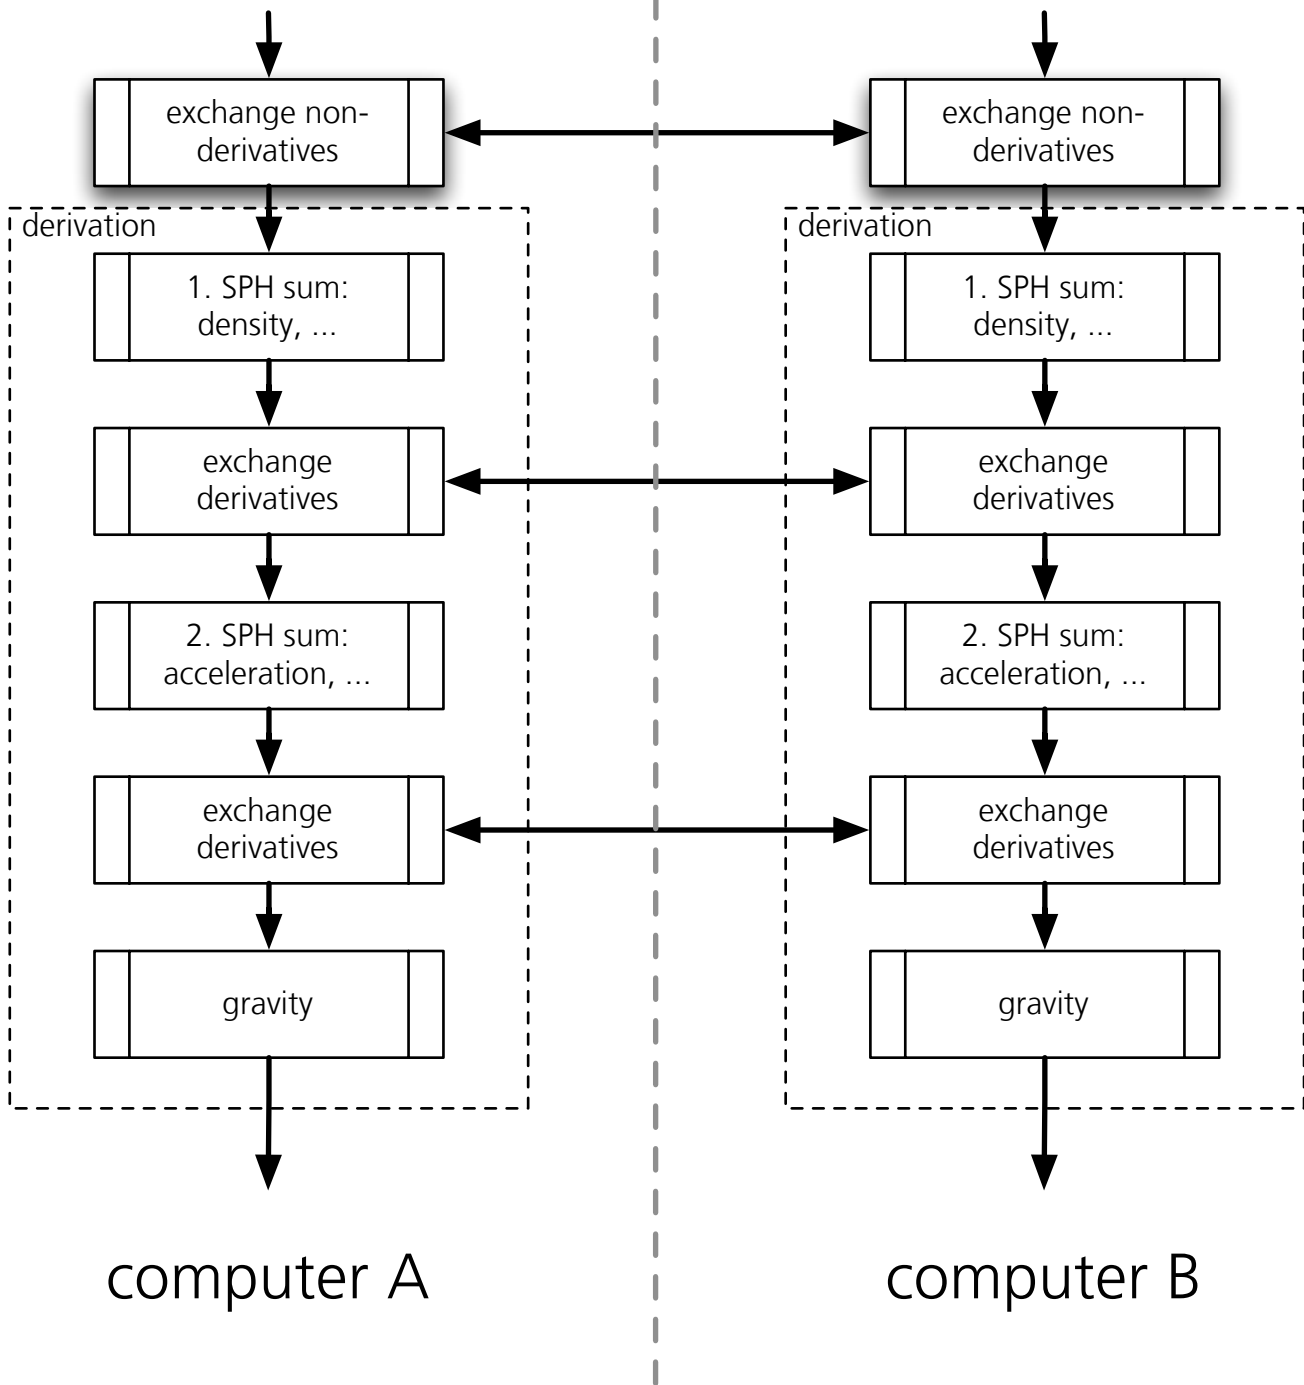 exchange non-
derivatives
derivation
1. SPH sum:
density, ...
exchange
derivatives
2. SPH sum:
acceleration, ...
exchange
derivatives
gravity
computer A
exchange non-
derivatives
derivation
1. SPH sum:
density, ...
exchange
derivatives
2. SPH sum:
acceleration, ...
exchange
derivatives
gravity
computer B